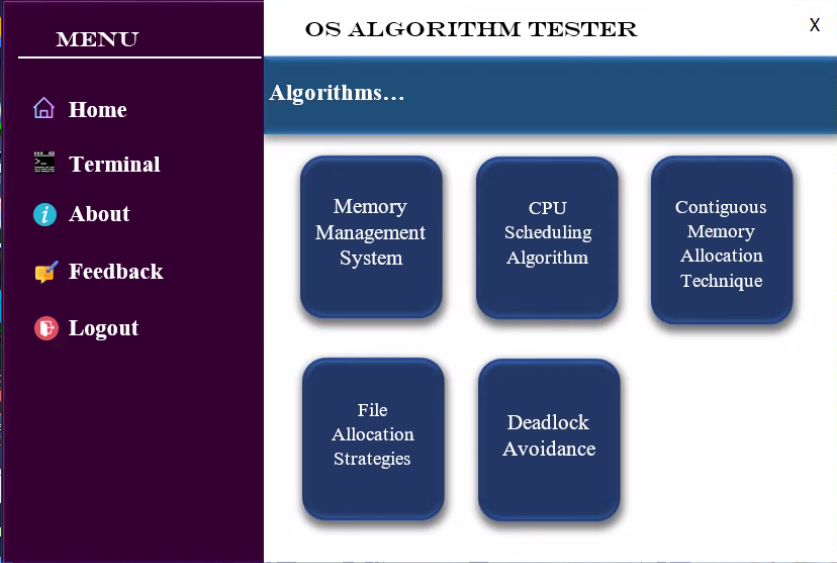 MENU
Home
Terminal
About
Feedback
Logout
OS ALGORITHM TESTER
X
Algorithms...
Memory
Management
System
CPU
Scheduling
Algorithm
Contiguous
Memory
Allocation
Technique
File
Allocation
Strategies
Deadlock
Avoidance